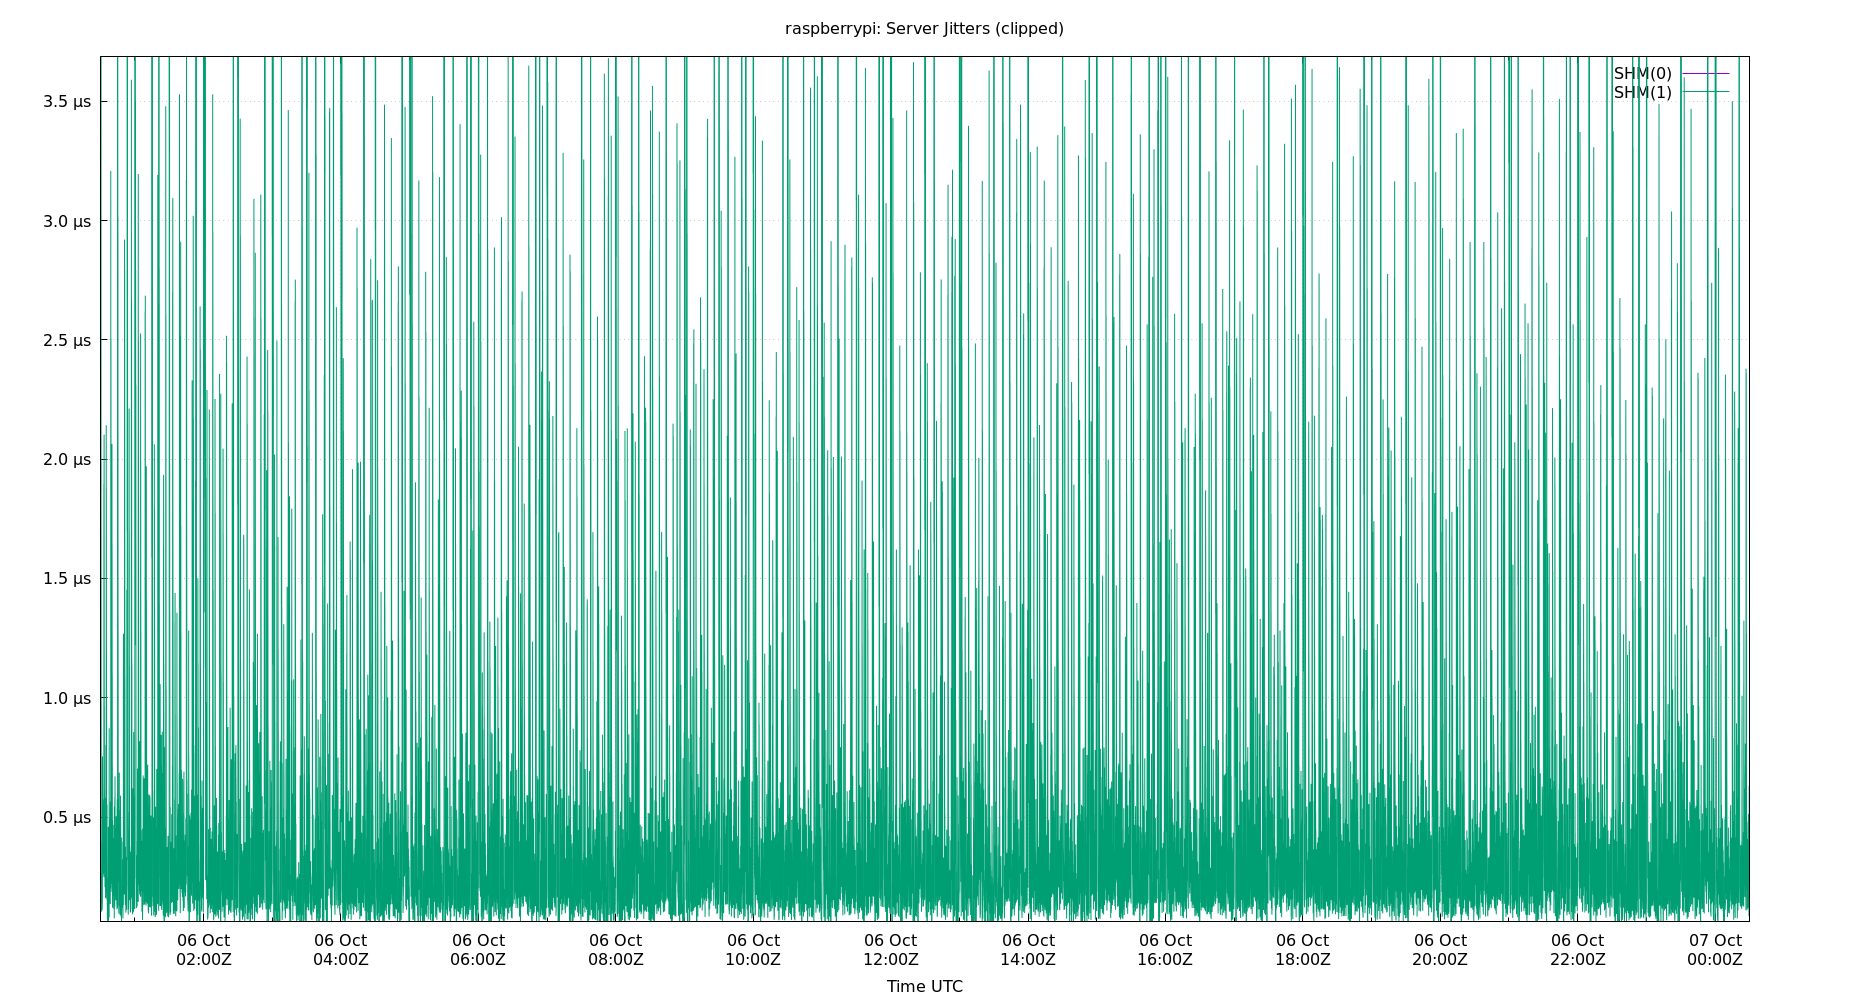 raspberrypi: Server Jitters (clipped)
SHM(0)
SHM(1)
3.5 µs
3.0 µs
2.5 µs
2.0 µs
1.5 µs
1.0 µs
0.5 µs
06 Oct 06 Oct 06 Oct 06 Oct 06 Oct 06 Oct 06 Oct 06 Oct 06 Oct 06 Oct 06 Oct 07 Oct
02:00Z 04:00Z 06:00Z 08:00Z 10:00Z 12:00Z 14:00Z 16:00Z 18:00Z 20:00Z 22:00Z 00:00Z
Time UTC